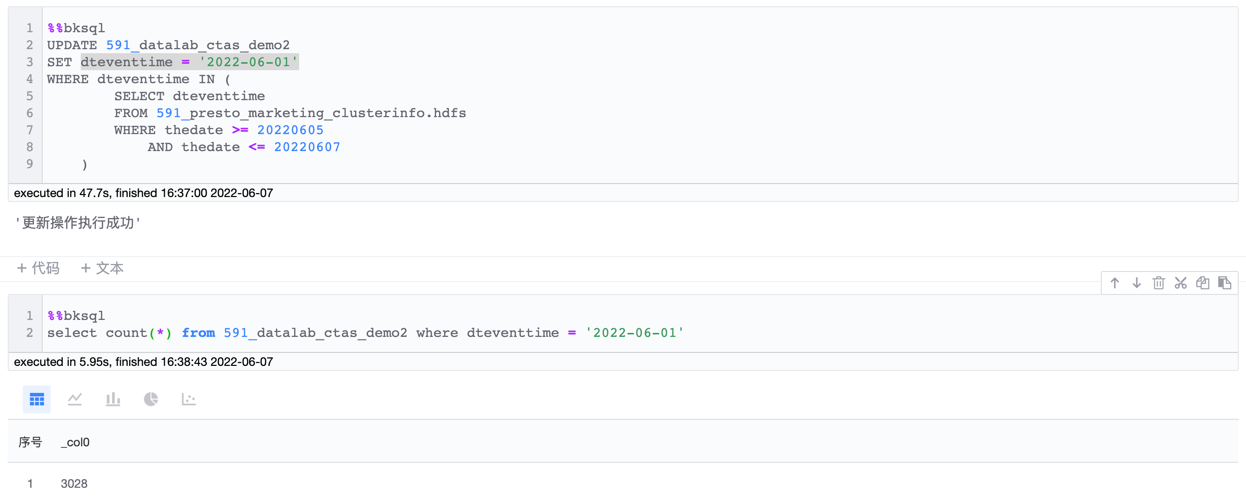 1 %%bksql
2 UPDATE 591_datalab_ctas_demo2
3 SET dteventtime = '2022-06-01'
4 WHERE dteventtime IN (
5 SELECT dteventtime
6 FROM 591_presto_marketing_clusterinfo.hdfs
7 WHERE thedate >= 20220605
8 AND thedate <= 20220607
9 )
executed in 47.7s, finished 16:37:00 2022-06-07
'更新操作执行成功'
+ 代码 + 文本
1 %%bksql
2 select count(*) from 591_datalab_ctas_demo2 where dteventtime = '2022-06-01'
executed in 5.95s, finished 16:38:43 2022-06-07
序号 _col0
1 3028